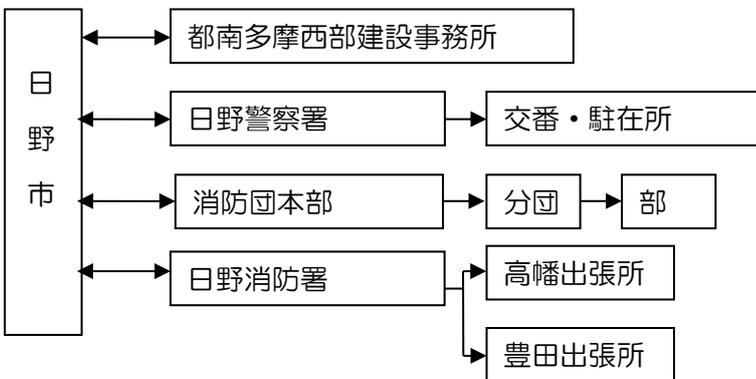 日野市
都南多摩西部建設事務所
日野警察署
交番・駐在所
消防団本部
分団
部
日野消防署
高幡出張所
豊田出張所